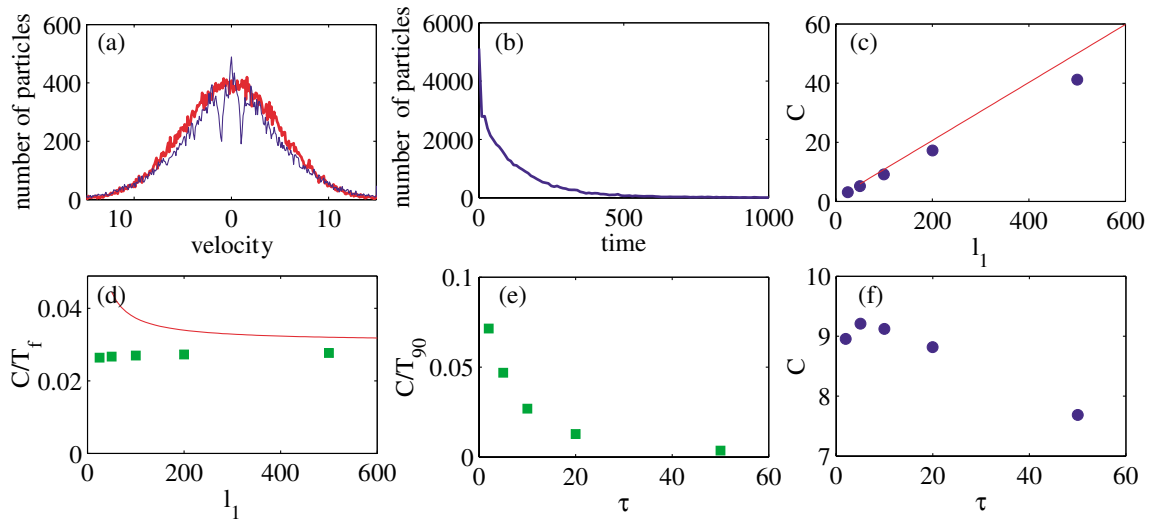 (a)
number of particles
600
400
200
0
10
0
10
velocity
(b)
number of particles
6000
4000
2000
0
0
500
1000
time
(c)
C
60
40
20
0
0
200
400
600
l1
(d)
C/Tf
0.04
0.02
0
0
200
400
600
l1
(e)
C/T90
0.1
0.05
0
0
20
40
60
τ
(f)
C
10
9
8
7
0
20
40
60
τ